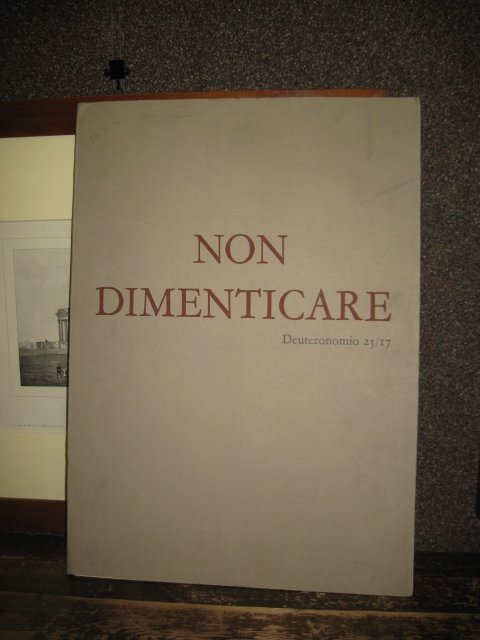 NON
DIMENTICARE
Deuteronomio 25/17